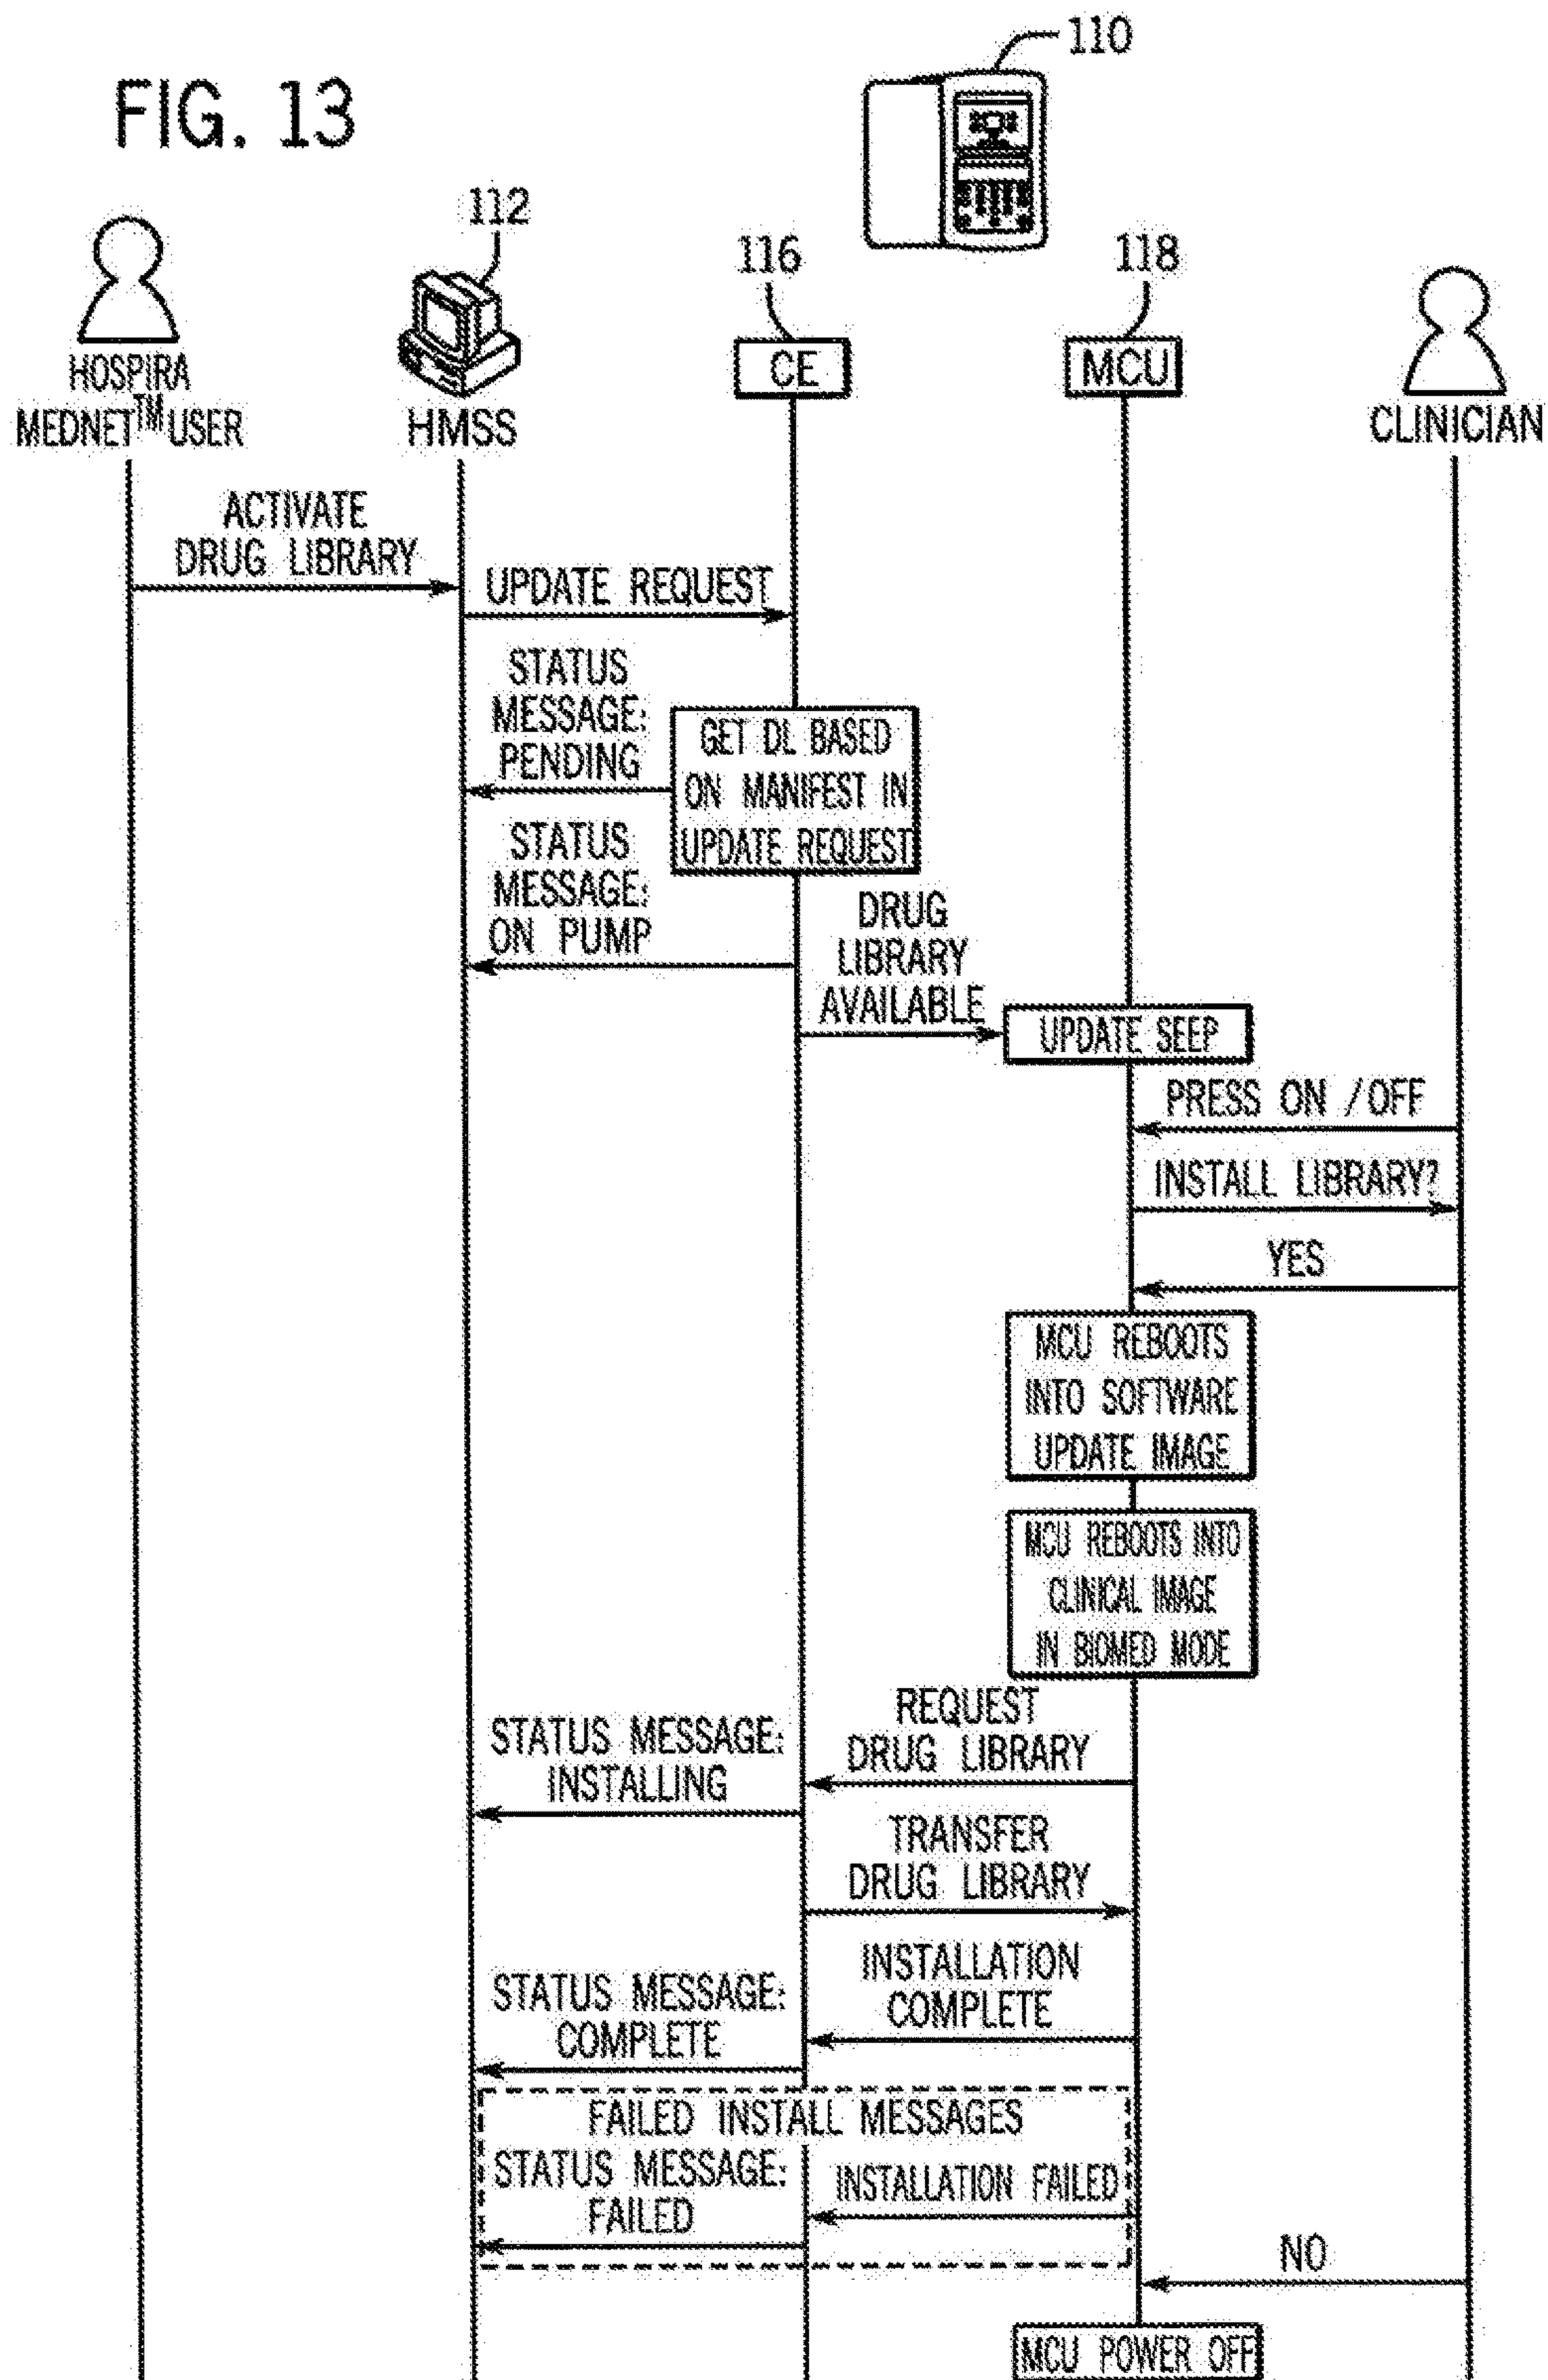 FIG. 13
110
112
116
118
HOSPIRA
MEDNET™ USER
HMSS
CE
MCU
CLINICIAN
ACTIVATE
DRUG LIBRARY
UPDATE REQUEST
STATUS
MESSAGE:
PENDING
GET DL BASED
ON MANIFEST IN
UPDATE REQUEST
STATUS
MESSAGE:
ON PUMP
DRUG
LIBRARY
AVAILABLE
UPDATE SEEP
PRESS ON / OFF
INSTALL LIBRARY?
YES
MCU REBOOTS
INTO SOFTWARE
UPDATE IMAGE
MCU REBOOTS INTO
CLINICAL IMAGE
IN BIOMED MODE
REQUEST
DRUG LIBRARY
STATUS MESSAGE:
INSTALLING
TRANSFER
DRUG LIBRARY
INSTALLATION
COMPLETE
STATUS MESSAGE:
COMPLETE
FAILED INSTALL MESSAGES
STATUS MESSAGE:
FAILED
INSTALLATION FAILED
NO
MCU POWER OFF